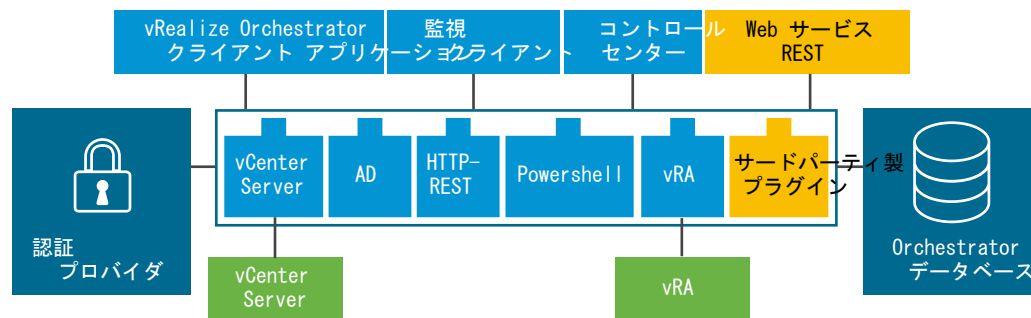 vRealize Orchestrator
クライアント アプリケーション
監視
クライアント
コントロール
センター
Web サービス
REST
認証
プロバイダ
vCenter
Server
AD
HTTP-
REST
Powershell
vRA
サードパーティ製
プラグイン
Orchestrator
データベース
vCenter
Server
vRA